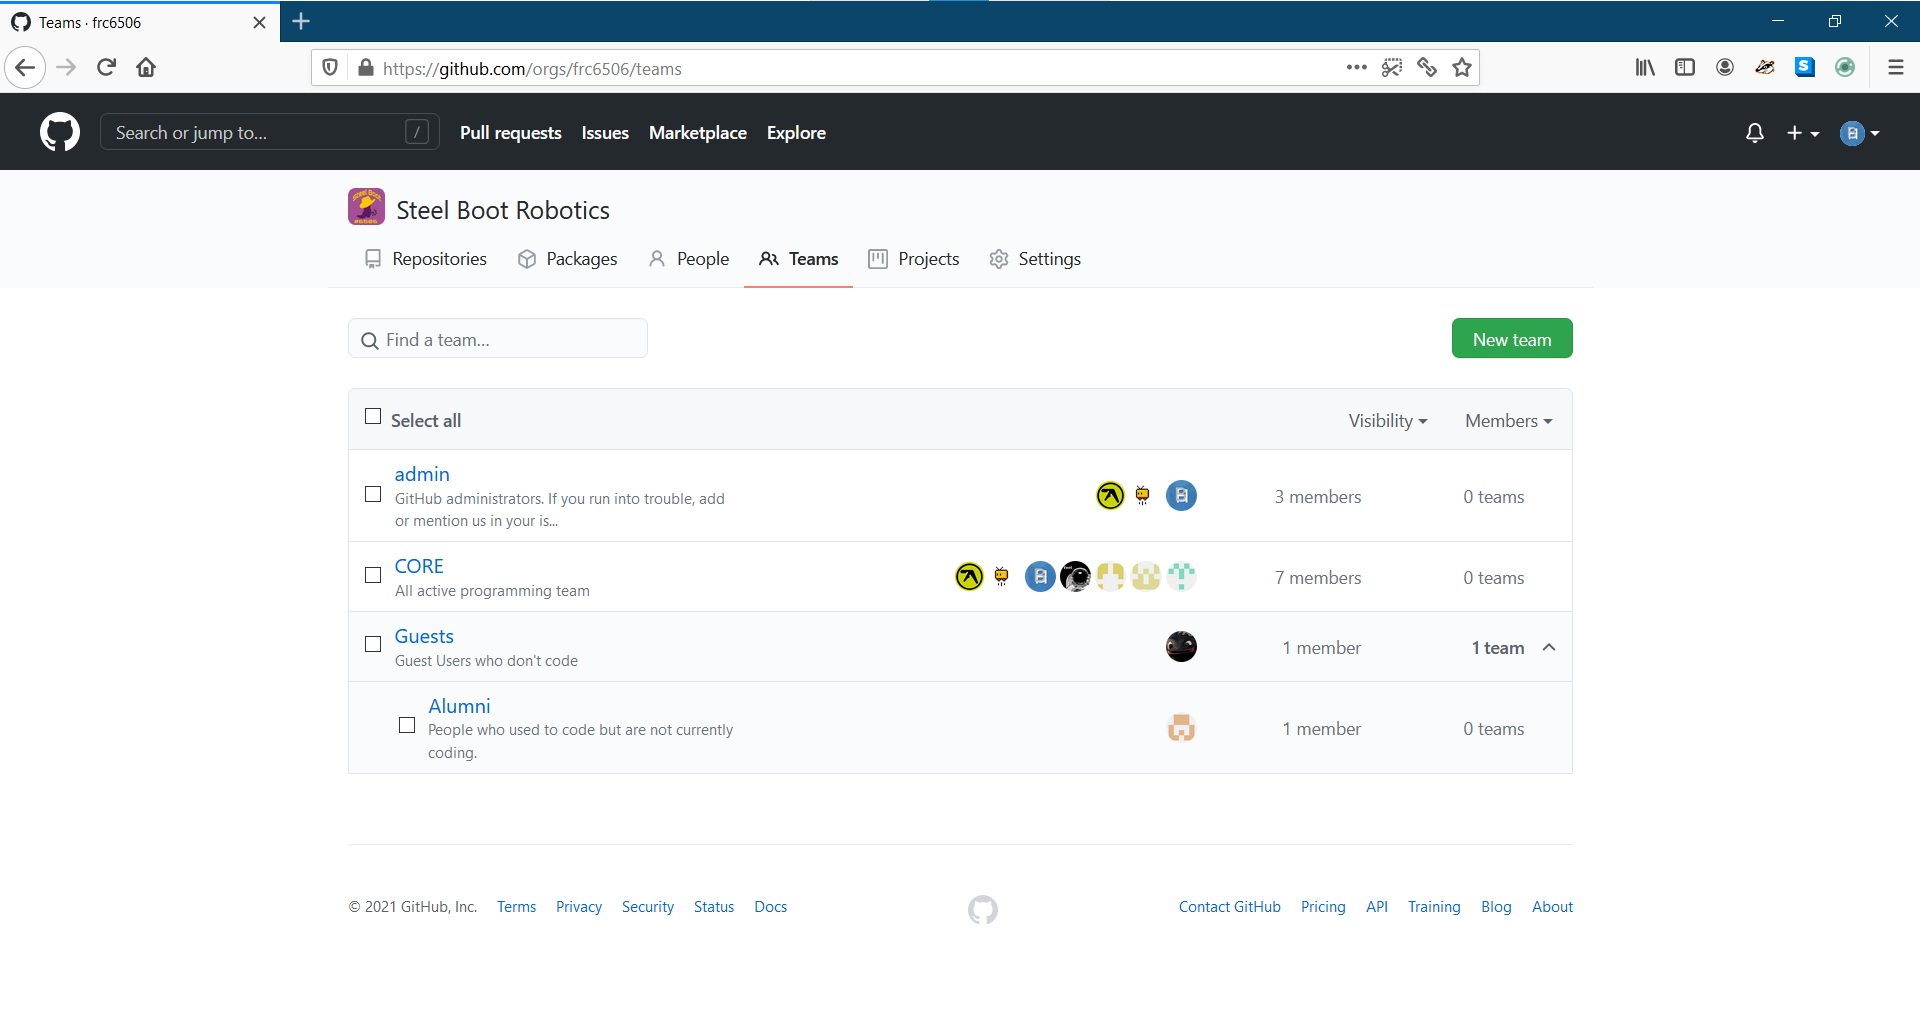 Teams · frc6506
https://github.com/orgs/frc6506/teams
Search or jump to... /
Pull requests Issues Marketplace Explore
Steel Boot Robotics
Repositories Packages People Teams Projects Settings
Find a team...
New team
Select all Visibility Members
admin
GitHub administrators. If you run into trouble, add
or mention us in your is...
3 members 0 teams
CORE
All active programming team
7 members 0 teams
Guests
Guest Users who don't code
1 member 1 team
Alumni
People who used to code but are not currently
coding.
1 member 0 teams
© 2021 GitHub, Inc. Terms Privacy Security Status Docs Contact GitHub Pricing API Training Blog About